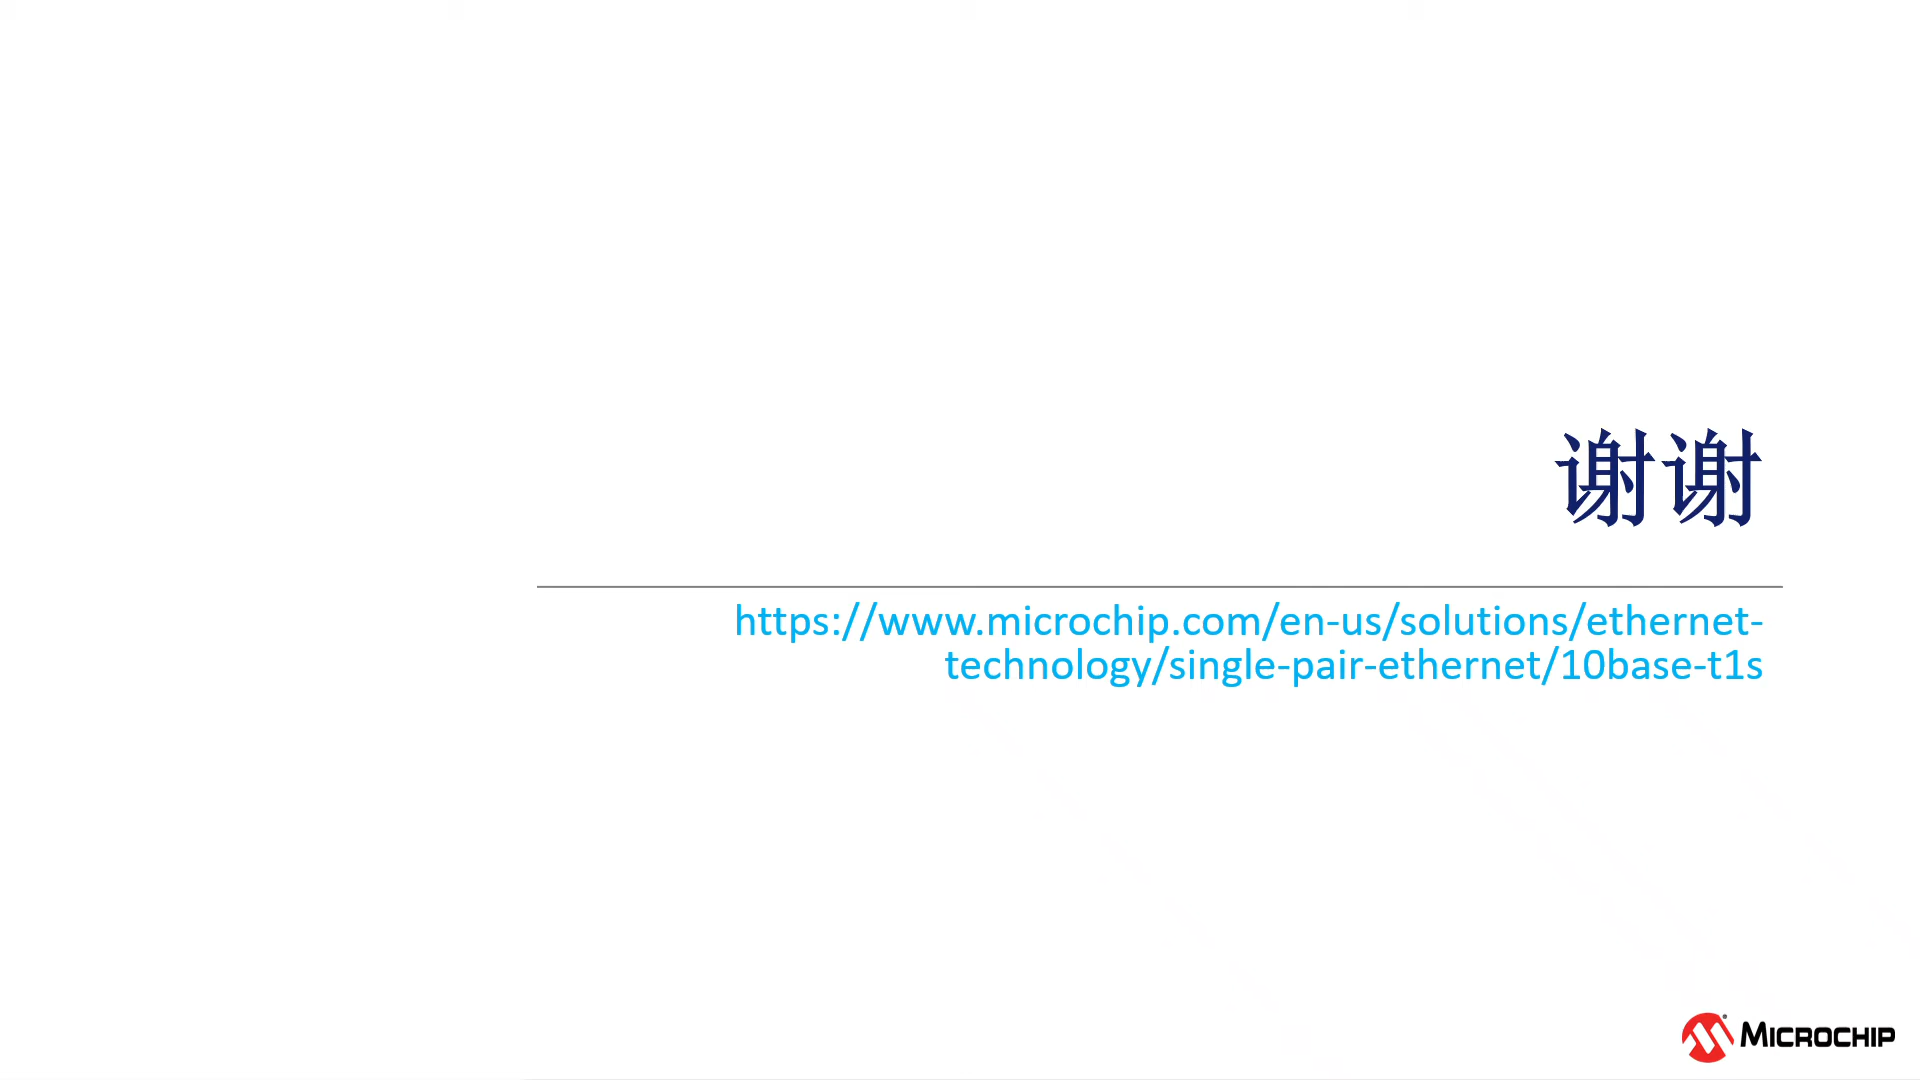 谢谢
https://www.microchip.com/en-us/solutions/ethernet-
technology/single-pair-ethernet/10base-t1s
MICROCHIP